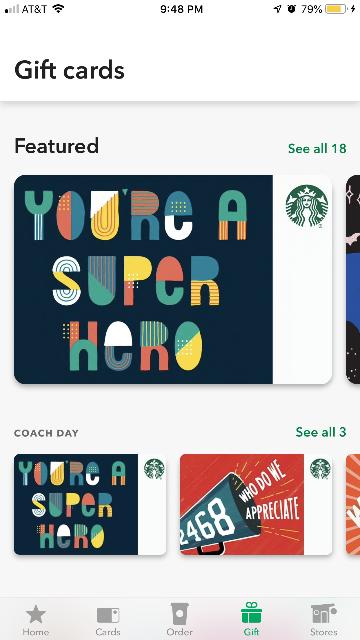 AT&T 9:48 PM 79%
Gift cards
Featured See all 18
YOU'Re A
SUPER
HeRO
COACH DAY See all 3
YOU'Re A
SUPER
HeRO
2468
WHO DO WE
APPRECIATE
Home Cards Order Gift Stores